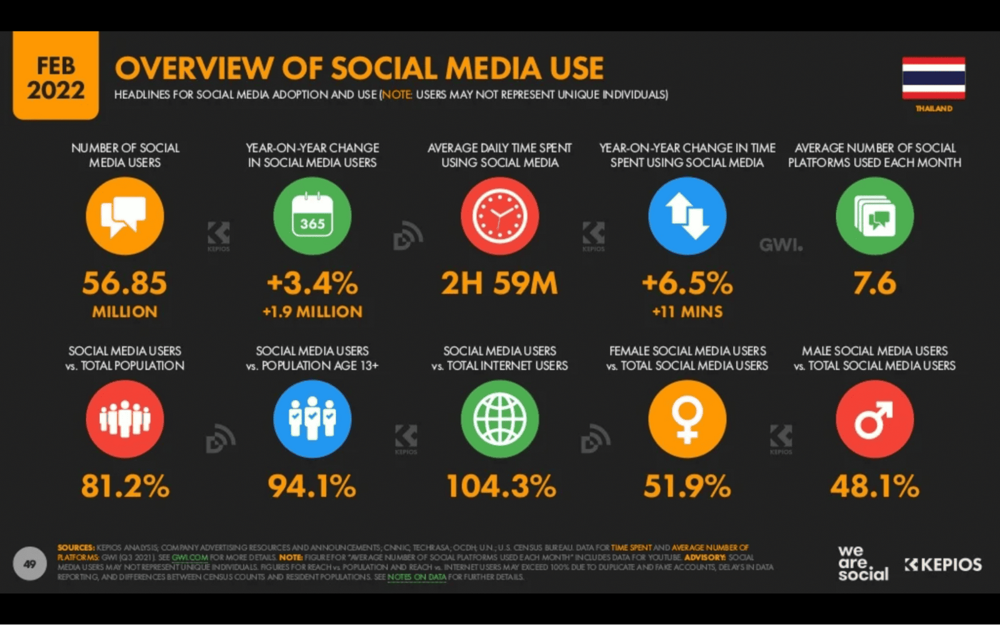 FEB
2022
OVERVIEW OF SOCIAL MEDIA USE
HEADLINES FOR SOCIAL MEDIA ADOPTION AND USE (NOTE: USERS MAY NOT REPRESENT UNIQUE INDIVIDUALS)
THAILAND
NUMBER OF SOCIAL
MEDIA USERS
56.85
MILLION
YEAR-ON-YEAR CHANGE
IN SOCIAL MEDIA USERS
365
+3.4%
+1.9 MILLION
AVERAGE DAILY TIME SPENT
USING SOCIAL MEDIA
2H 59M
YEAR-ON-YEAR CHANGE IN TIME
SPENT USING SOCIAL MEDIA
+6.5%
+11 MINS
AVERAGE NUMBER OF SOCIAL
PLATFORMS USED EACH MONTH
7.6
KEPIOS
KEPIOS
GWI.
SOCIAL MEDIA USERS
vs. TOTAL POPULATION
81.2%
SOCIAL MEDIA USERS
vs. POPULATION AGE 13+
94.1%
SOCIAL MEDIA USERS
vs. TOTAL INTERNET USERS
104.3%
FEMALE SOCIAL MEDIA USERS
vs. TOTAL SOCIAL MEDIA USERS
51.9%
MALE SOCIAL MEDIA USERS
vs. TOTAL SOCIAL MEDIA USERS
48.1%
KEPIOS
KEPIOS
49
SOURCES: KEPIOS ANALYSIS; COMPANY ADVERTISING RESOURCES AND ANNOUNCEMENTS; CNNIC; TECHRASA; OCDH; U.N.; U.S. CENSUS BUREAU. DATA FOR TIME SPENT AND AVERAGE NUMBER OF
PLATFORMS: GWI (Q3 2021). SEE GWI.COM FOR MORE DETAILS. NOTE: FIGURE FOR "AVERAGE NUMBER OF SOCIAL PLATFORMS USED EACH MONTH" INCLUDES DATA FOR YOUTUBE. ADVISORY: SOCIAL
MEDIA USERS MAY NOT REPRESENT UNIQUE INDIVIDUALS. FIGURES FOR REACH vs. POPULATION AND REACH vs. INTERNET USERS MAY EXCEED 100% DUE TO DUPLICATE AND FAKE ACCOUNTS, DELAYS IN DATA
REPORTING, AND DIFFERENCES BETWEEN CENSUS COUNTS AND RESIDENT POPULATIONS. SEE NOTES ON DATA FOR FURTHER DETAILS.
we
are.
social
KEPIOS